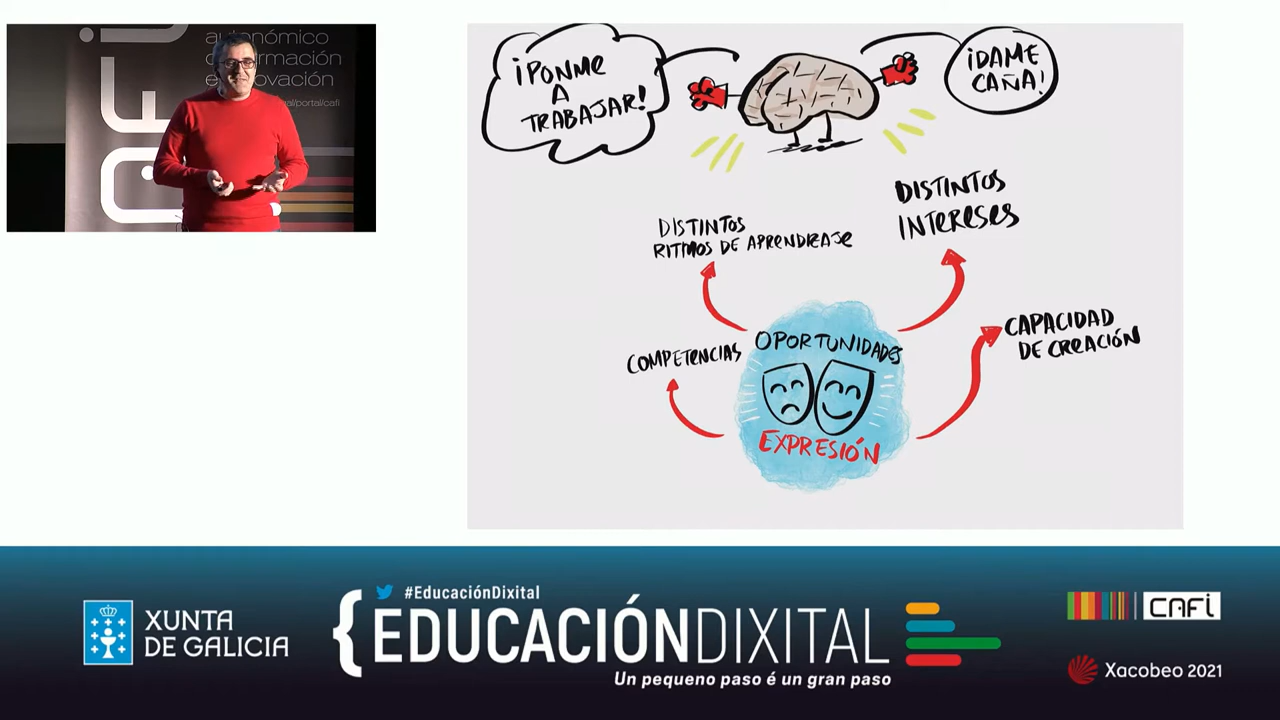 autonómico
e innovación
¡PONME
A
TRABAJAR!
¡DAME
CAÑA!
DISTINTOS
RITMOS DE APRENDIZAJE
DISTINTOS
INTERESES
COMPETENCIAS
OPORTUNIDADES
EXPRESIÓN
CAPACIDAD
DE CREACIÓN
XUNTA
DE GALICIA
#EducaciónDixital
{EDUCACIÓNDIXITAL
Un pequeno paso é un gran paso
CAFi
Xacobeo 2021